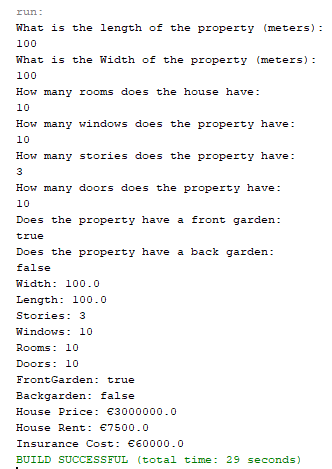 run:
What is the length of the property (meters):
100
What is the Width of the property (meters):
100
How many rooms does the house have:
10
How many windows does the property have:
10
How many stories does the property have:
3
How many doors does the property have:
10
Does the property have a front garden:
true
Does the property have a back garden:
false
Width: 100.0
Length: 100.0
Stories: 3
Windows: 10
Rooms: 10
Doors: 10
FrontGarden: true
Backgarden: false
House Price: €3000000.0
House Rent: €7500.0
Insurance Cost: €60000.0
BUILD SUCCESSFUL (total time: 29 seconds)